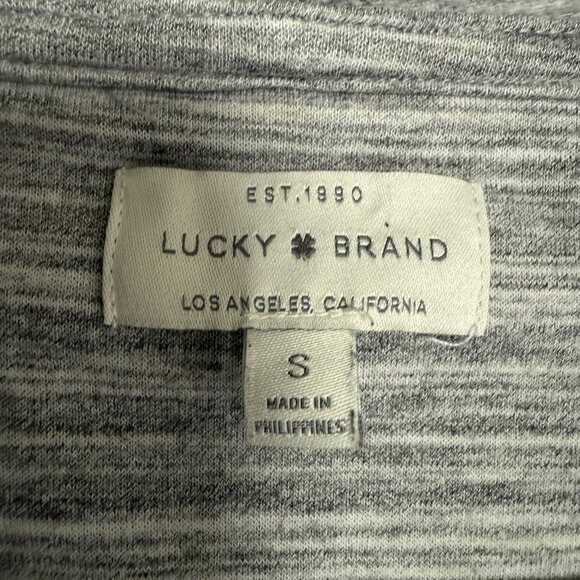 EST.1990
LUCKY BRAND
LOS ANGELES, CALIFORNIA
S
MADE IN
PHILIPPINES